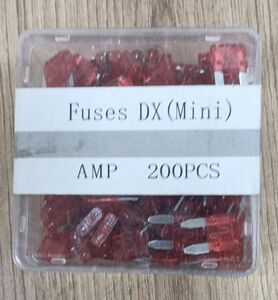 Fuses DX(Mini)
AMP 200PCS